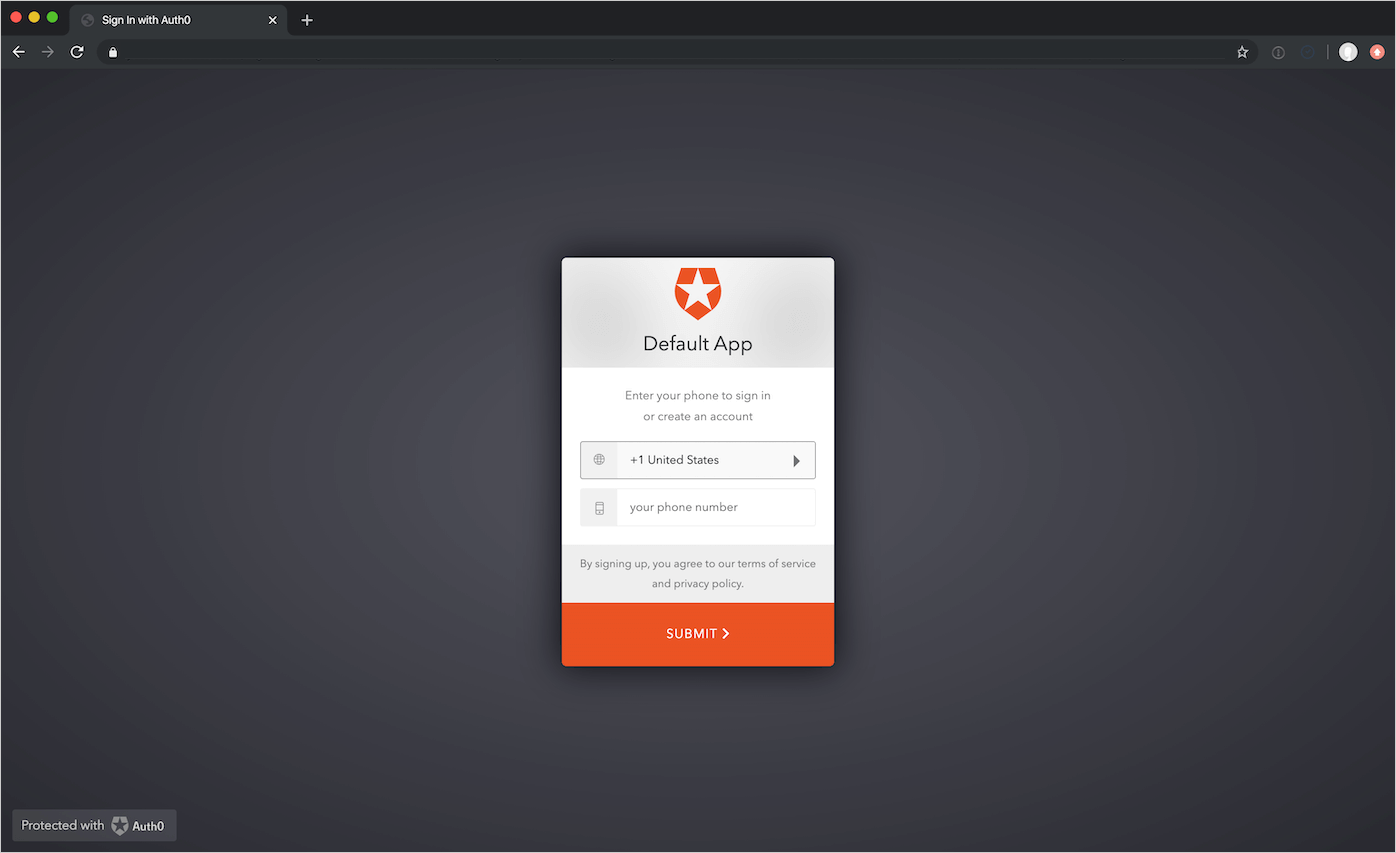 Sign In with Auth0
Default App
Enter your phone to sign in
or create an account
+1 United States
your phone number
By signing up, you agree to our terms of service
and privacy policy.
SUBMIT
Protected with Auth0